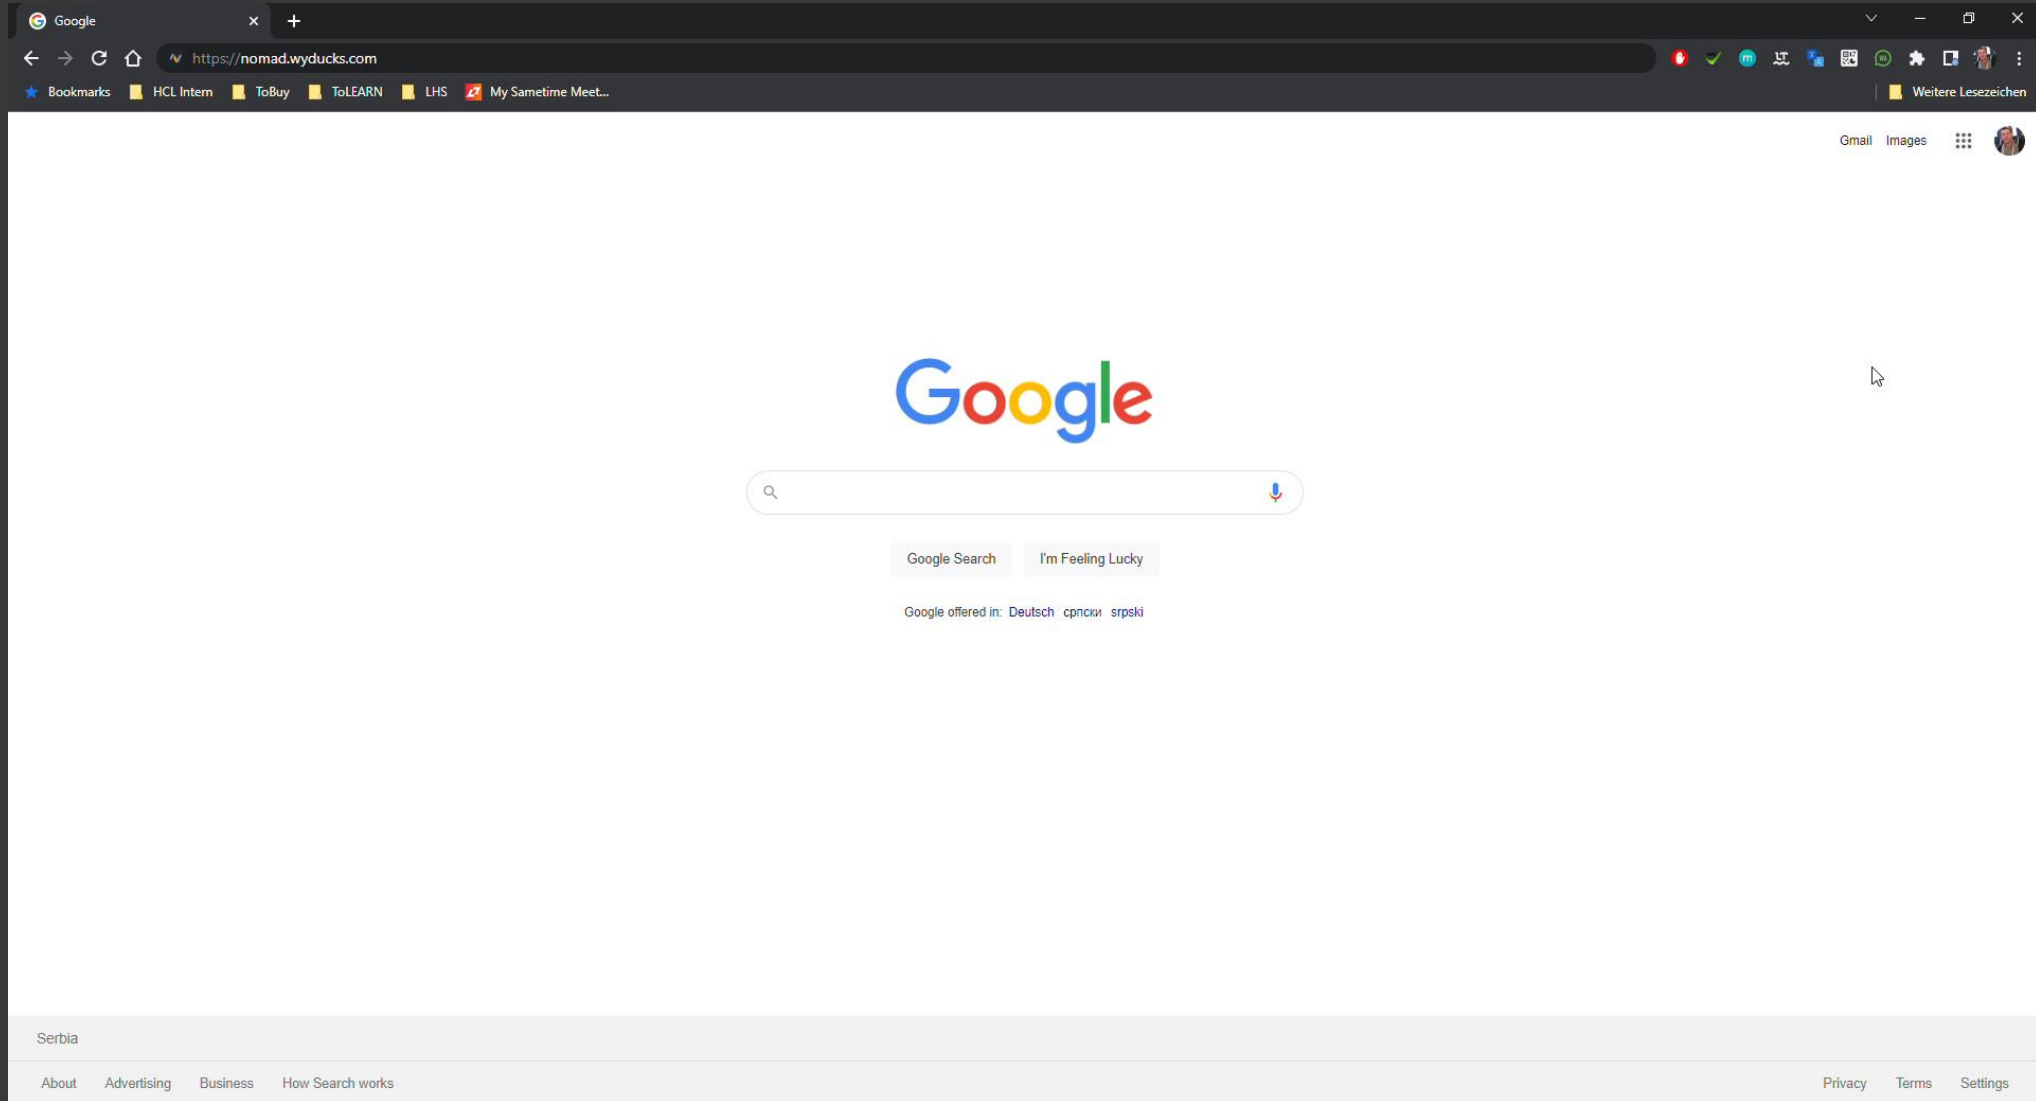 Google
https://nomad.wyducks.com
Bookmarks HCL Intern ToBuy ToLEARN LHS My Sametime Meet... Weitere Lesezeichen
Gmail Images
Google
Google Search I'm Feeling Lucky
Google offered in: Deutsch српски srpski
Serbia
About Advertising Business How Search works Privacy Terms Settings